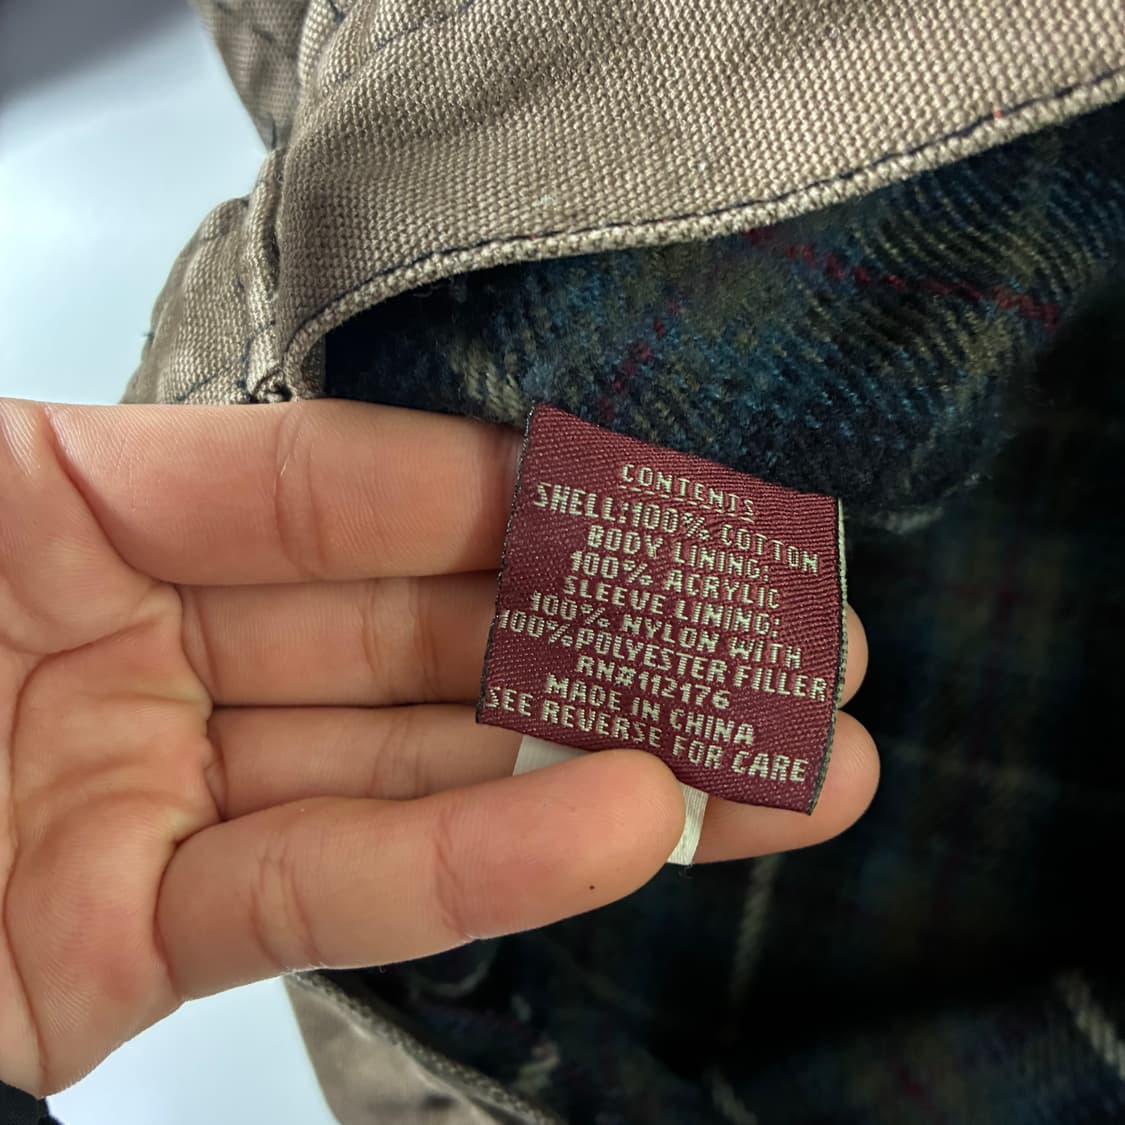 CONTENTS
SHELL:100% COTTON
BODY LINING:
100% ACRYLIC
SLEEVE LINING:
100% NYLON WITH
100%POLYESTER FILLER
RN#112176
MADE IN CHINA
SEE REVERSE FOR CARE